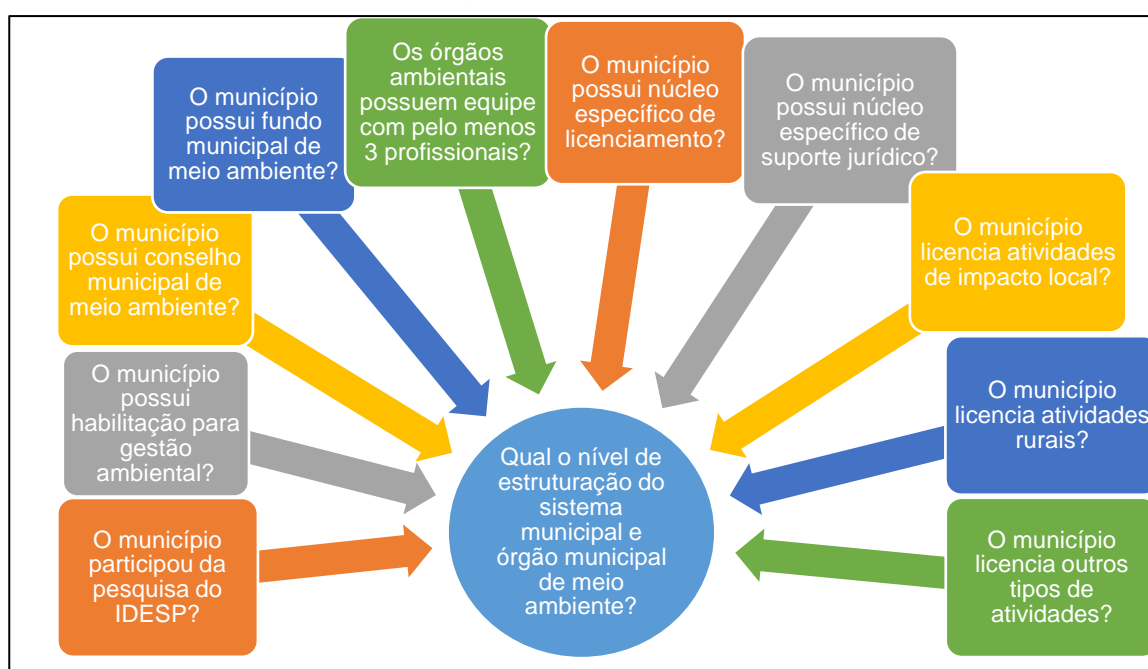 O município
participou da
pesquisa do
IDESP?
O município
possui
habilitação para
gestão
ambiental?
O município
possui conselho
municipal de
meio ambiente?
O município
possui fundo
municipal de
meio ambiente?
Os órgãos
ambientais
possuem equipe
com pelo menos
3 profissionais?
O município
possui núcleo
específico de
licenciamento?
O município
possui núcleo
específico de
suporte jurídico?
O município
licencia atividades
de impacto local?
O município
licencia atividades
rurais?
O município
licencia outros
tipos de
atividades?
Qual o nível de
estruturação do
sistema
municipal e
órgão municipal
de meio
ambiente?